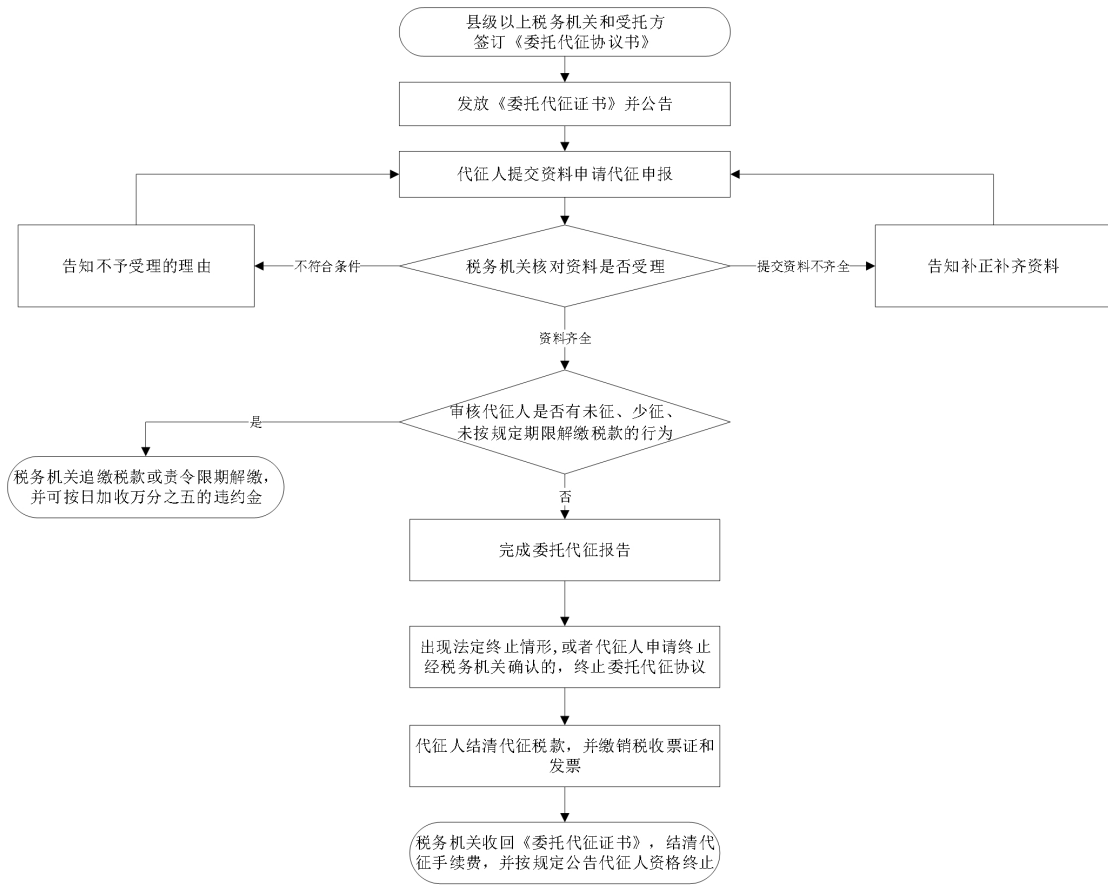 县级以上税务机关和受托方
签订《委托代征协议书》
发放《委托代征证书》并公告
代征人提交资料申请代征申报
告知不予受理的理由
不符合条件
税务机关核对资料是否受理
提交资料不齐全
告知补正补齐资料
资料齐全
审核代征人是否有未征、少征、
未按规定期限解缴税款的行为
是
税务机关追缴税款或责令限期解缴,
并可按日加收万分之五的违约金
否
完成委托代征报告
出现法定终止情形,或者代征人申请终止
经税务机关确认的，终止委托代征协议
代征人结清代征税款，并缴销税收票证和
发票
税务机关收回《委托代征证书》，结清代
征手续费，并按规定公告代征人资格终止